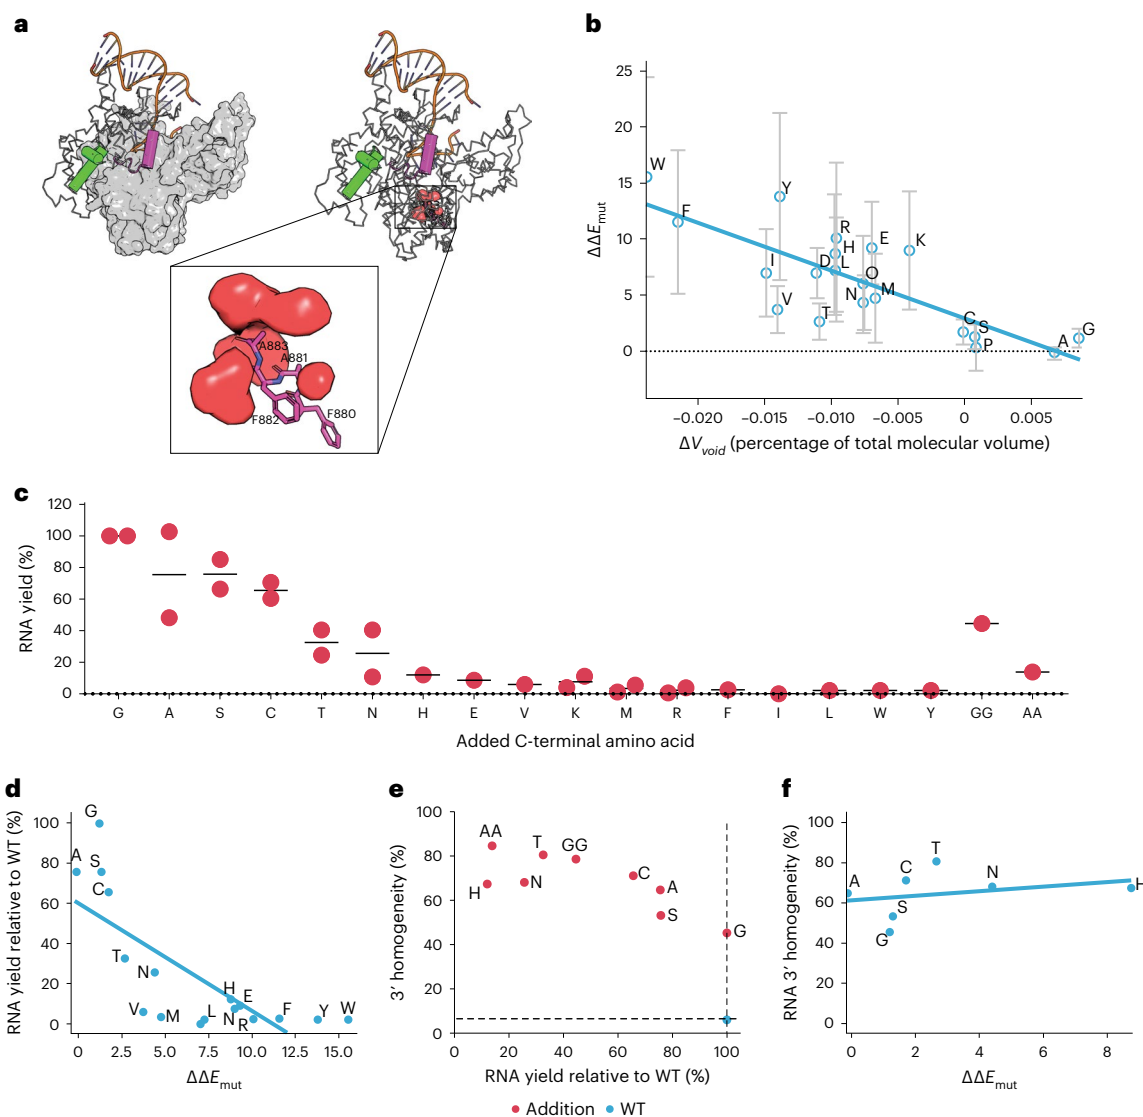 a
A883
A881
F882
F880
b
ΔΔEmut
25
20
15
10
5
0
W
F
Y
I
V
R
H
D
L
T
N
E
O
M
K
C
S
P
A
G
−0.020
−0.015
−0.010
−0.005
0
0.005
ΔVvoid (percentage of total molecular volume)
c
RNA yield (%)
120
100
80
60
40
20
0
G A S C T N H E V K M R F I L W Y GG AA
Added C-terminal amino acid
d
RNA yield relative to WT (%)
100
80
60
40
20
0
G
A
S
C
T
N
V
M
H
E
L
N
R
F
Y
W
0 2.5 5.0 7.5 10.0 12.5 15.0
ΔΔEmut
e
3′ homogeneity (%)
100
80
60
40
20
0
AA
T
GG
H
N
C
A
S
G
0 20 40 60 80 100
RNA yield relative to WT (%)
f
RNA 3′ homogeneity (%)
100
80
60
40
20
0
A
C
T
S
G
N
H
0 2 4 6 8
ΔΔEmut
Addition WT